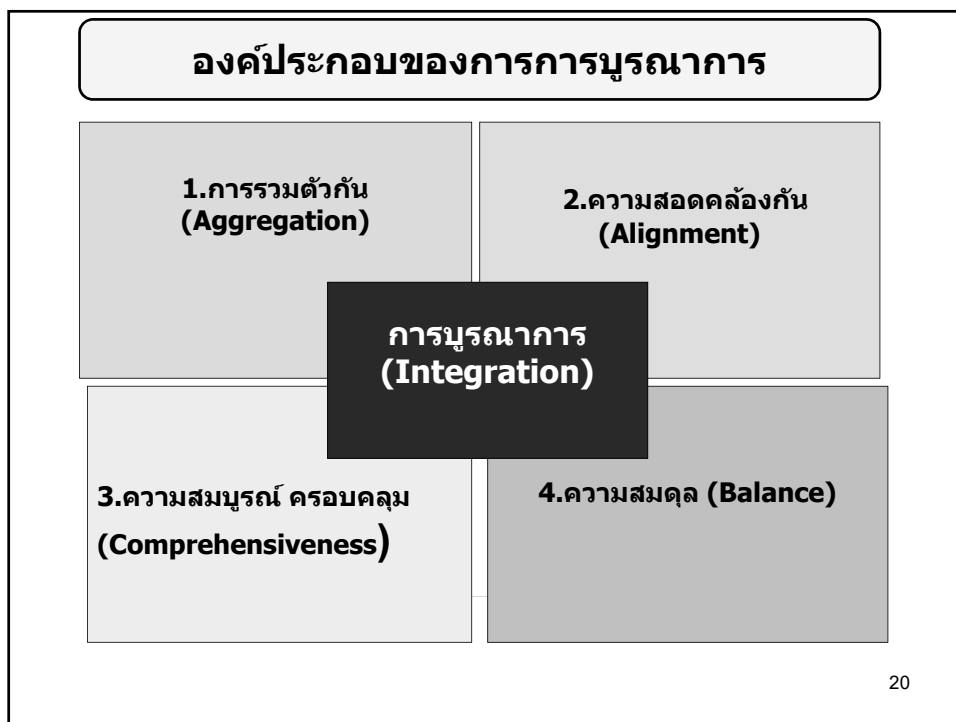 องค์ประกอบของการการบูรณาการ
1.การรวมตัวกัน
(Aggregation)
2.ความสอดคล้องกัน
(Alignment)
การบูรณาการ
(Integration)
3.ความสมบูรณ์ ครอบคลุม
(Comprehensiveness)
4.ความสมดุล (Balance)
20